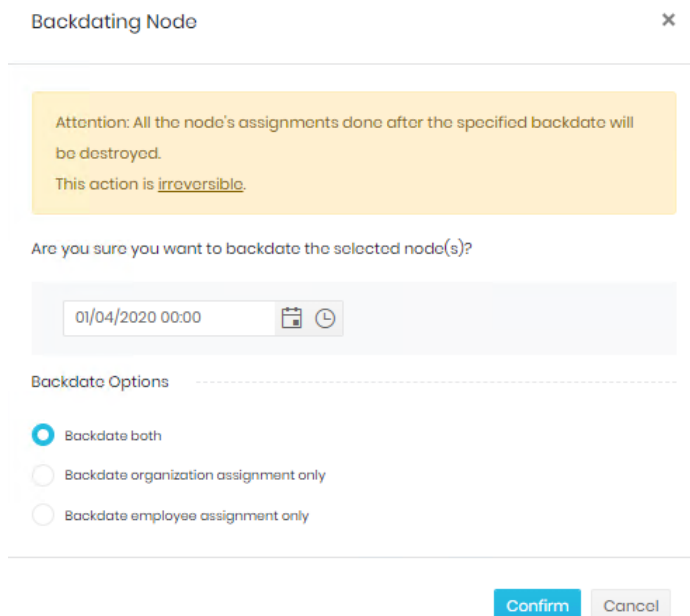 Backdating Node
Attention: All the node's assignments done after the specified backdate will
be destroyed.
This action is irreversible.
Are you sure you want to backdate the selected node(s)?
01/04/2020 00:00
Backdate Options
Backdate both
Backdate organization assignment only
Backdate employee assignment only
Confirm Cancel